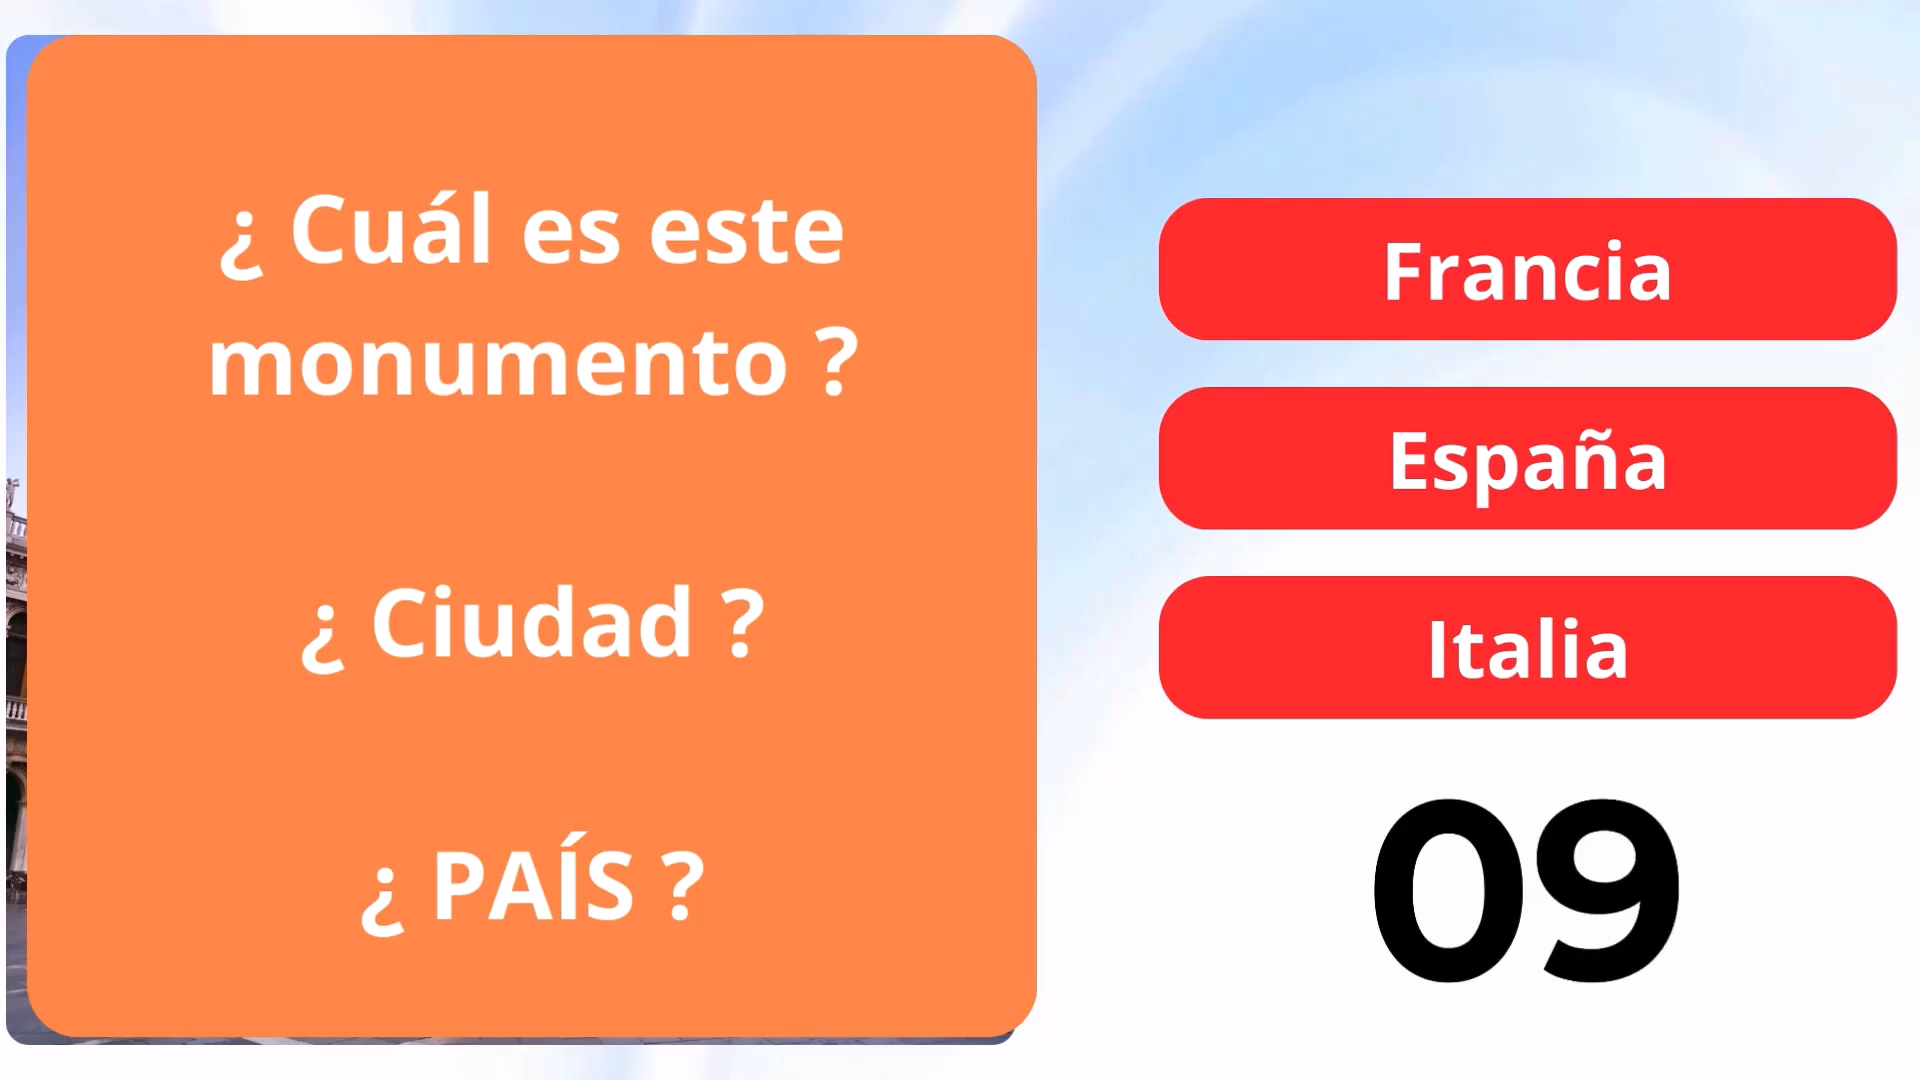 ¿ Cuál es este
monumento ?
¿ Ciudad ?
¿ PAÍS ?
Francia
España
Italia
09